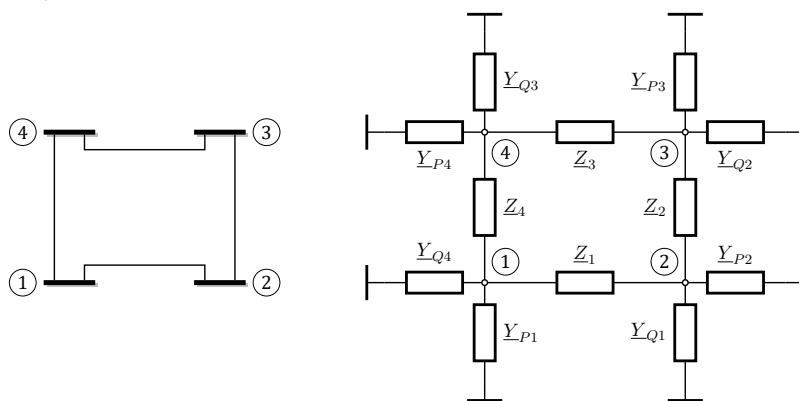 ④ ③
① ②
Y_Q3 Y_P3
④ ③
Y_P4 Z_3 Y_Q2
Z_4 Z_2
Y_Q4 ① Z_1 ② Y_P2
Y_P1 Y_Q1